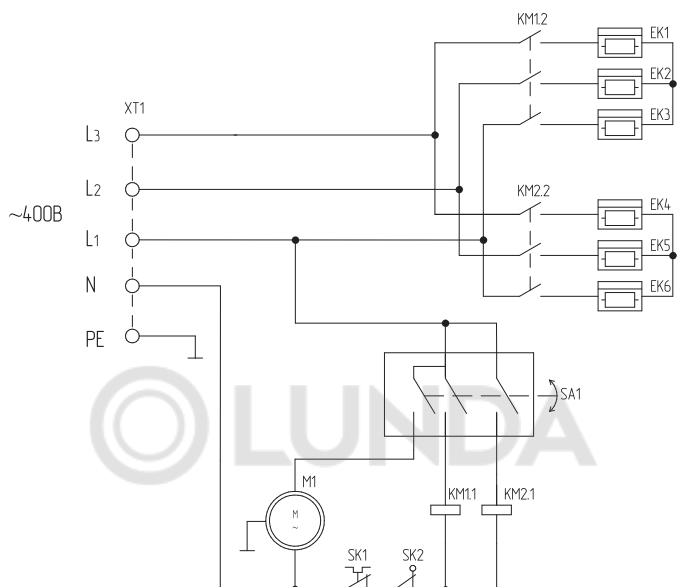 KM1.2
EK1
EK2
EK3
XT1
L3
L2
~400В
L1
N
PE
KM2.2
EK4
EK5
EK6
SA1
LUNDA
M1
M
~
KM1.1
KM2.1
SK1
SK2